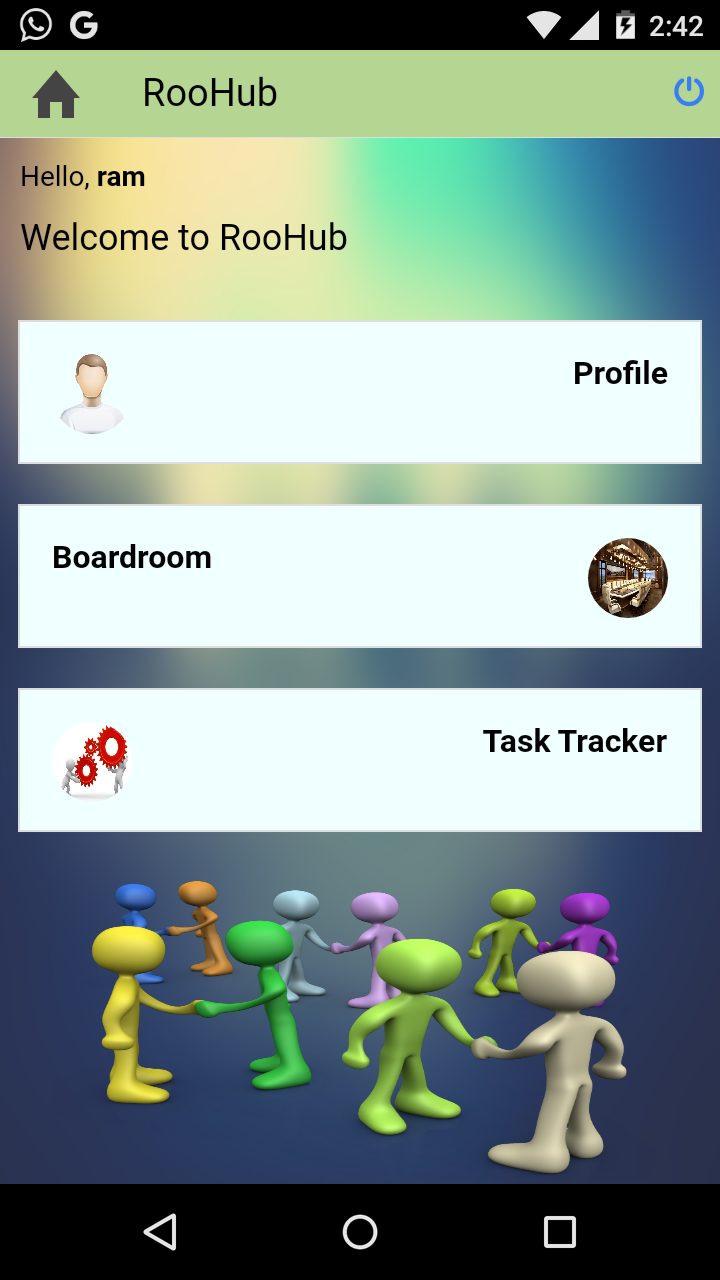 2:42
RooHub
Hello, ram
Welcome to RooHub
Profile
Boardroom
Task Tracker